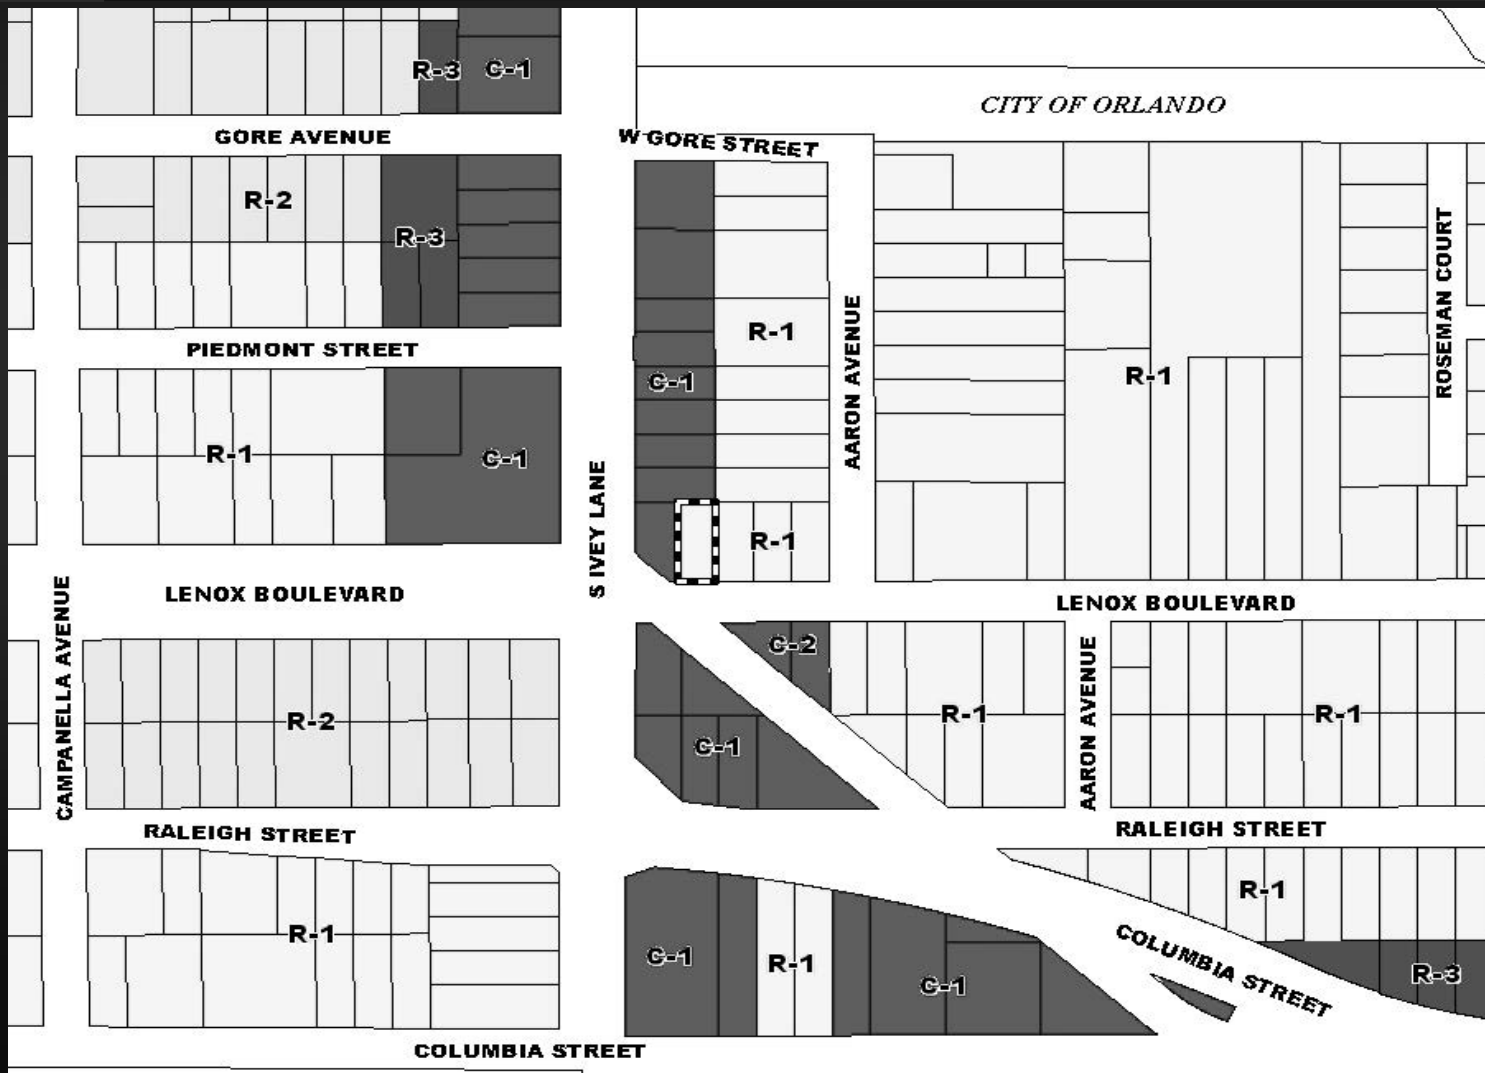 R-3
C-1
CITY OF ORLANDO
GORE AVENUE
W GORE STREET
R-2
R-3
R-1
C-1
AARON AVENUE
R-1
ROSEMAN COURT
PIEDMONT STREET
R-1
C-1
S IVEY LANE
R-1
LENOX BOULEVARD
LENOX BOULEVARD
CAMPANELLA AVENUE
C-2
R-2
C-1
R-1
AARON AVENUE
R-1
RALEIGH STREET
RALEIGH STREET
R-1
R-1
C-1
R-1
C-1
COLUMBIA STREET
R-3
COLUMBIA STREET